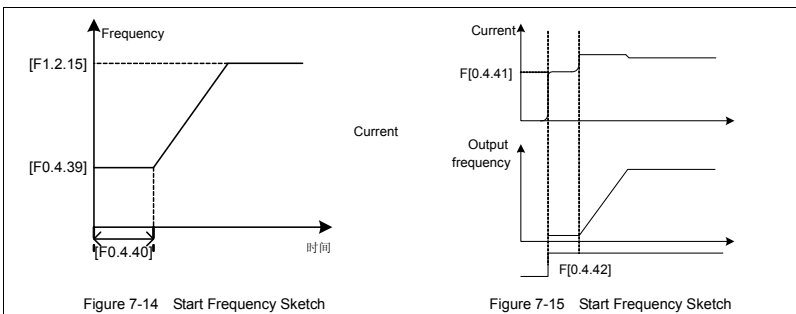 Frequency
[F1.2.15]
[F0.4.39]
[F0.4.40]
时间
Figure 7-14 Start Frequency Sketch
Current
Current
F[0.4.41]
Output
frequency
F[0.4.42]
Figure 7-15 Start Frequency Sketch